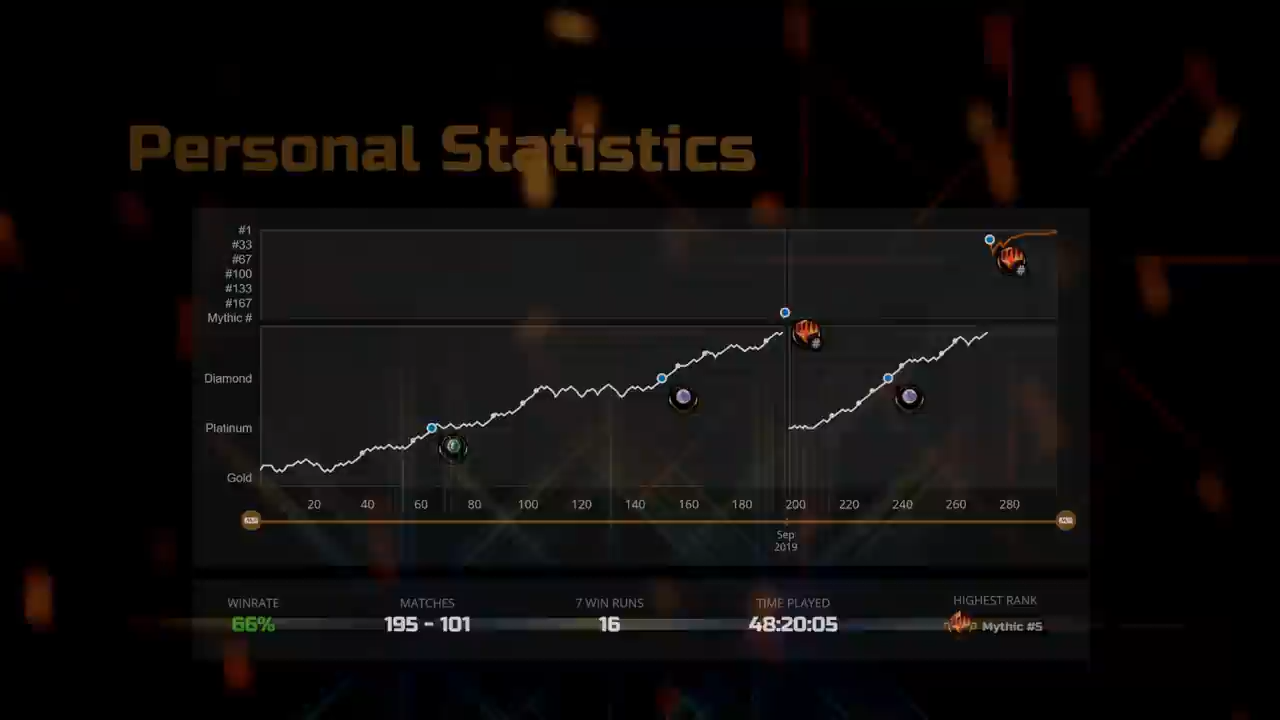 Personal Statistics
#1
#33
#67
#100
#133
#167
Mythic #
Diamond
Platinum
Gold
20 40 60 80 100 120 140 160 180 200 220 240 260 280
Sep
2019
WINRATE MATCHES 7 WIN RUNS TIME PLAYED HIGHEST RANK
66% 195 - 101 16 48:20:05 Mythic #5